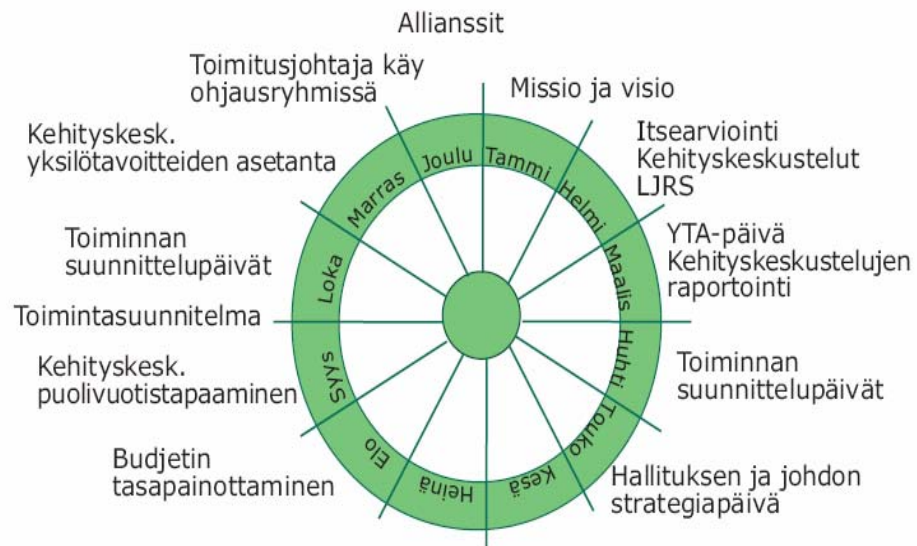 Allianssit
Toimitusjohtaja käy
ohjausryhmissä
Missio ja visio
Kehityskesk.
yksilötavoitteiden asetanta
Itsearviointi
Kehityskeskustelut
LJRS
Toiminnan
suunnittelupäivät
YTA-päivä
Kehityskeskustelujen
raportointi
Toimintasuunnitelma
Kehityskesk.
puolivuotistapaaminen
Toiminnan
suunnittelupäivät
Budjetin
tasapainottaminen
Hallituksen ja johdon
strategiapäivä
Tammi
Helmi
Maalis
Huhti
Touko
Kesä
Heinä
Elo
Syys
Loka
Marras
Joulu